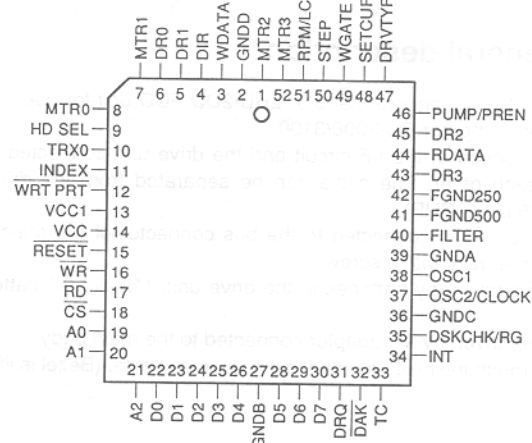 MTR1 DR0 DR1 DIR WDATA GNDD MTR2 MTR3 RPM/LC STEP WGATE SETCUR DRVTYP
7 6 5 4 3 2 1 52 51 50 49 48 47
MTR0 8
HD SEL 9
TRX0 10
INDEX 11
WRT PRT 12
VCC1 13
VCC 14
RESET 15
WR 16
RD 17
CS 18
A0 19
A1 20
46 PUMP/PREN
45 DR2
44 RDATA
43 DR3
42 FGND250
41 FGND500
40 FILTER
39 GNDA
38 OSC1
37 OSC2/CLOCK
36 GNDC
35 DSKCHK/RG
34 INT
21 22 23 24 25 26 27 28 29 30 31 32 33
A2 D0 D1 D2 D3 D4 GNDB D5 D6 D7 DRQ DAK TC